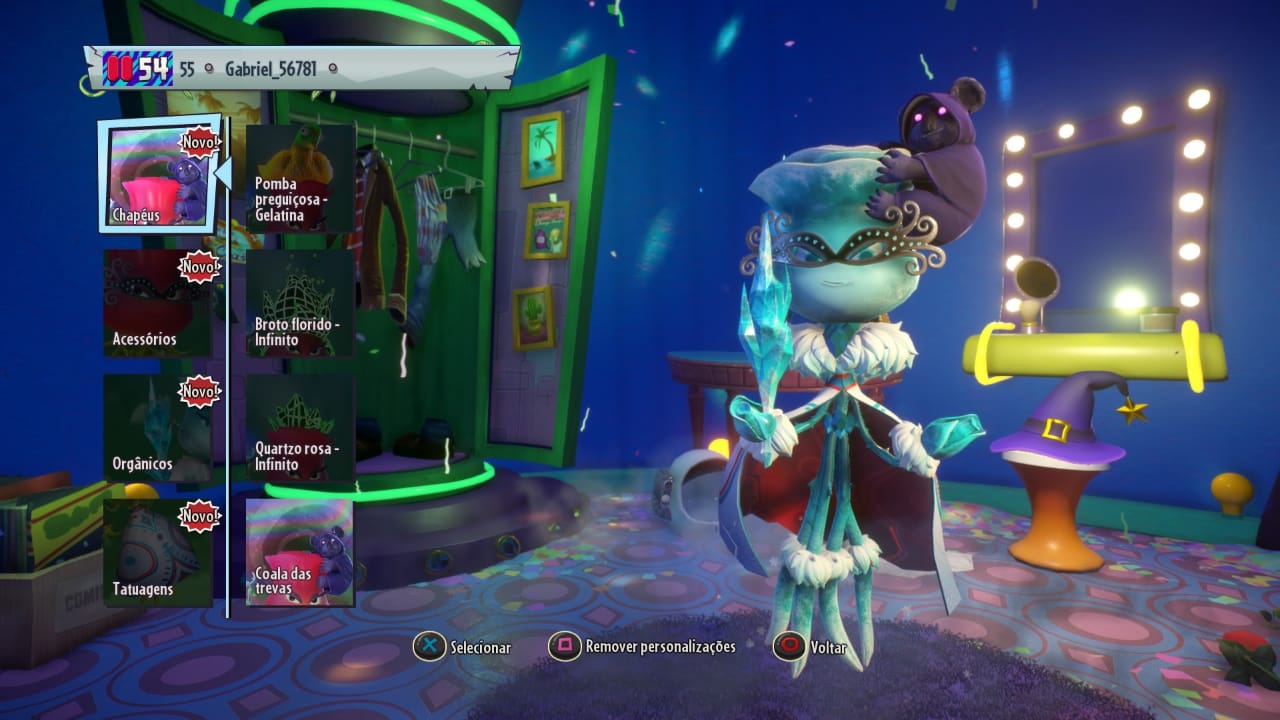 54 55 Gabriel_56781
Novo!
Chapéus
Pomba
preguiçosa -
Gelatina
Novo!
Acessórios
Broto florido -
Infinito
Novo!
Orgânicos
Quartzo rosa -
Infinito
Novo!
Tatuagens
Coala das
trevas
Selecionar
Remover personalizações
Voltar